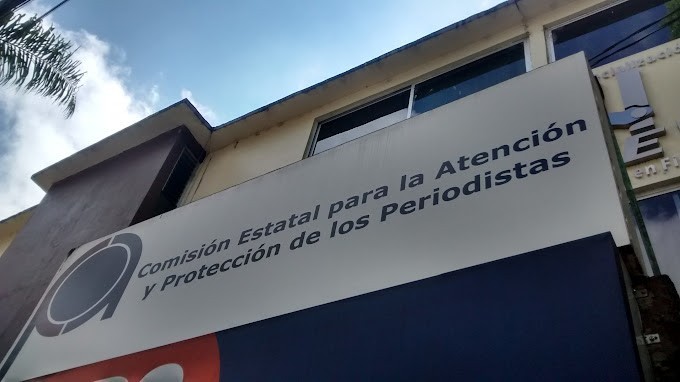 Comisión Estatal para la Atención
y Protección de los Periodistas